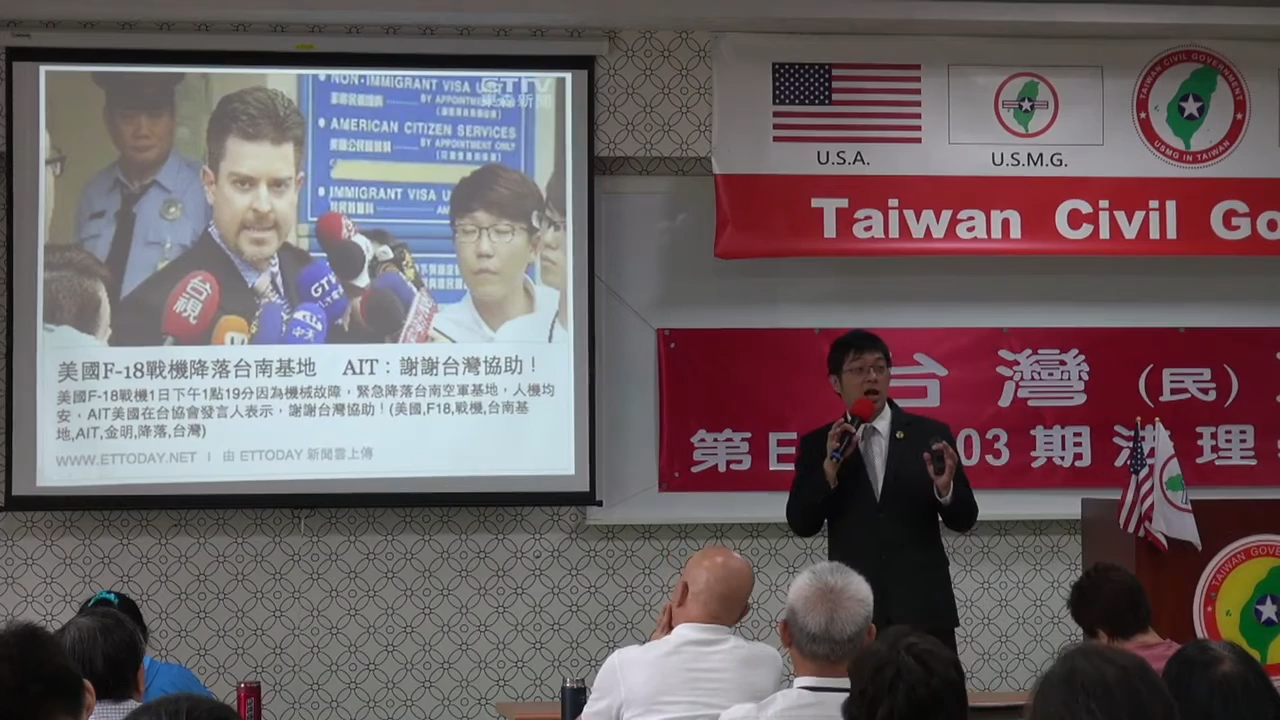 NON-IMMIGRANT VISA U
BY APPOINTMENT
AMERICAN CITIZEN SERVICES
BY APPOINTMENT ONLY
IMMIGRANT VISA U
台視
美國F-18戰機降落台南基地 AIT：謝謝台灣協助！
美國F-18戰機1日下午1點19分因為機械故障，緊急降落台南空軍基地，人機均
安，AIT美國在台協會發言人表示，謝謝台灣協助！(美國,F18,戰機,台南基
地,AIT,金明,降落,台灣)
WWW.ETTODAY.NET | 由 ETTODAY 新聞雲上傳
U.S.A.
U.S.M.G.
TAIWAN CIVIL GOVERNMENT
USMG IN TAIWAN
Taiwan Civil Go
台灣(民)
第E 03期法理
TAIWAN GOVE